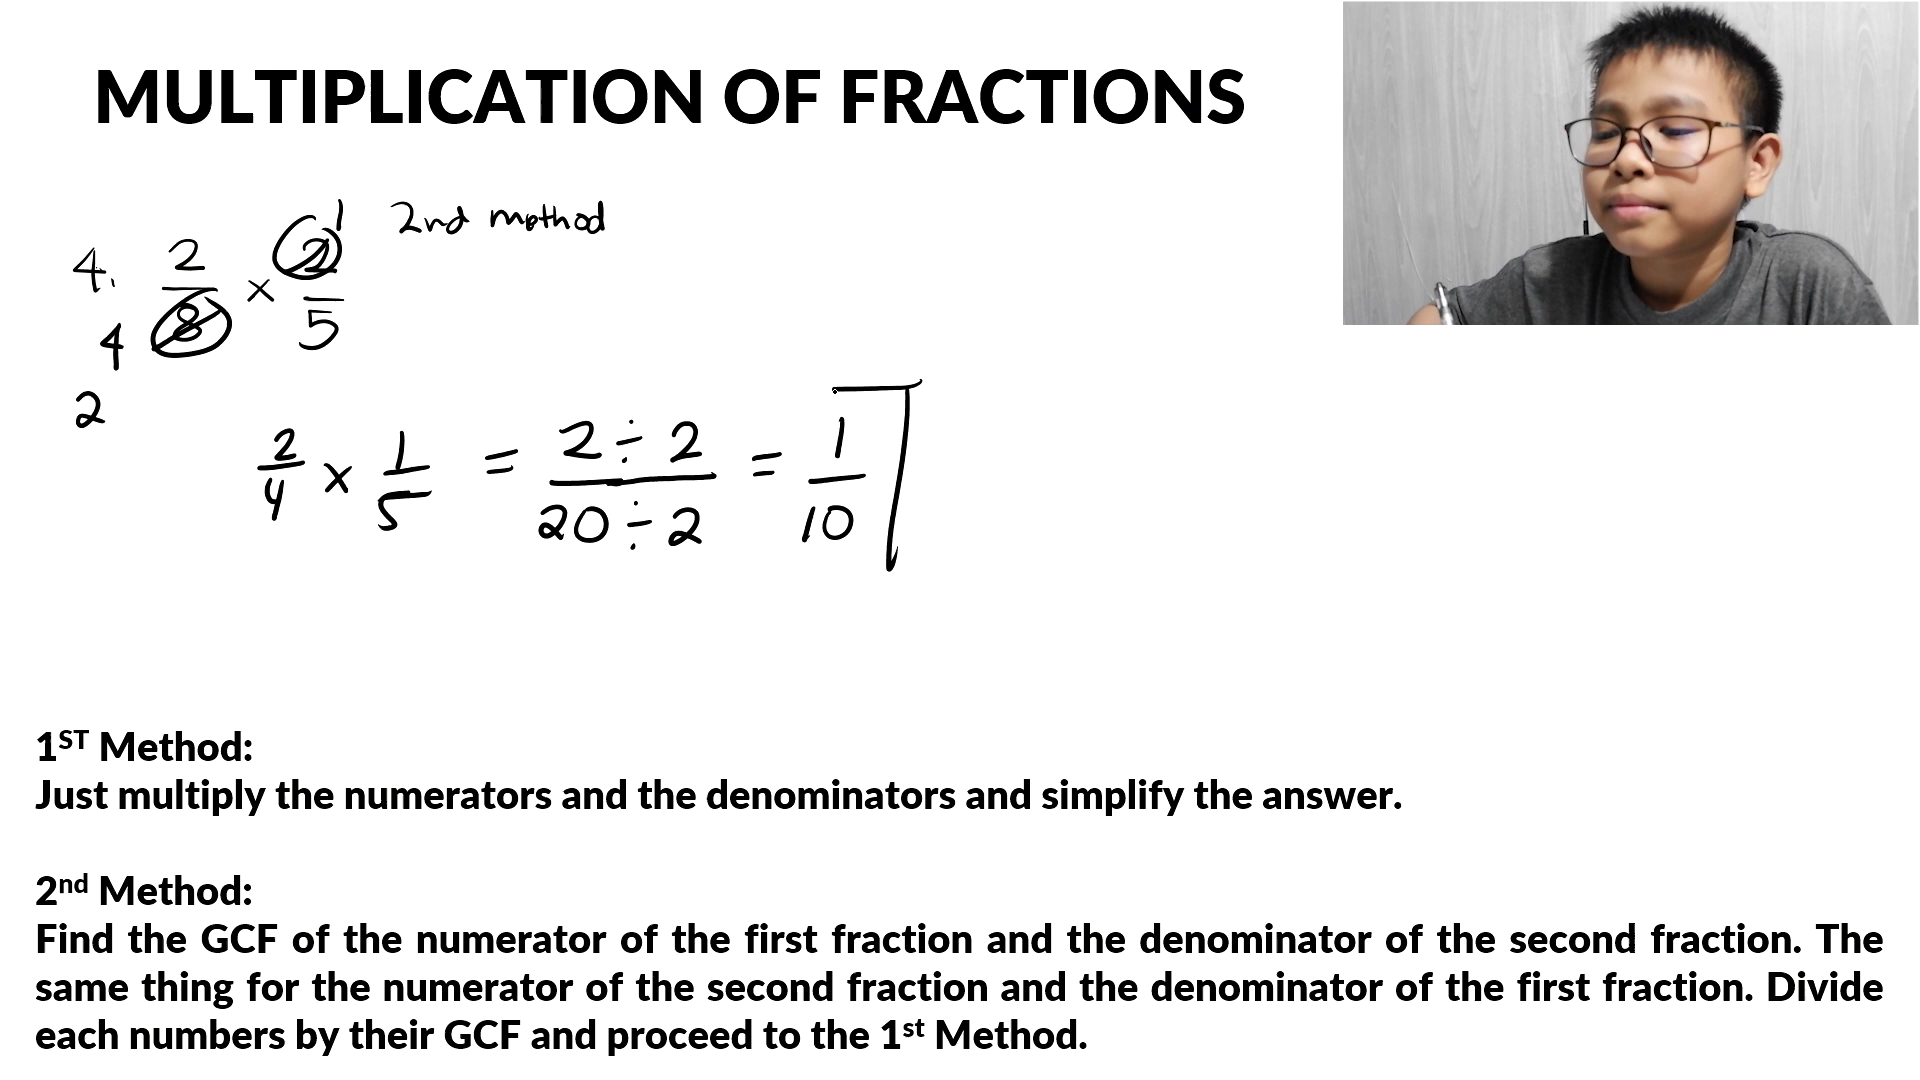 MULTIPLICATION OF FRACTIONS
2nd method
4. 2/8 × 2/5 1
4
2
2/4 × 1/5 = 2 ÷ 2/20 ÷ 2 = 1/10
1ST Method:
Just multiply the numerators and the denominators and simplify the answer.
2nd Method:
Find the GCF of the numerator of the first fraction and the denominator of the second fraction. The
same thing for the numerator of the second fraction and the denominator of the first fraction. Divide
each numbers by their GCF and proceed to the 1st Method.